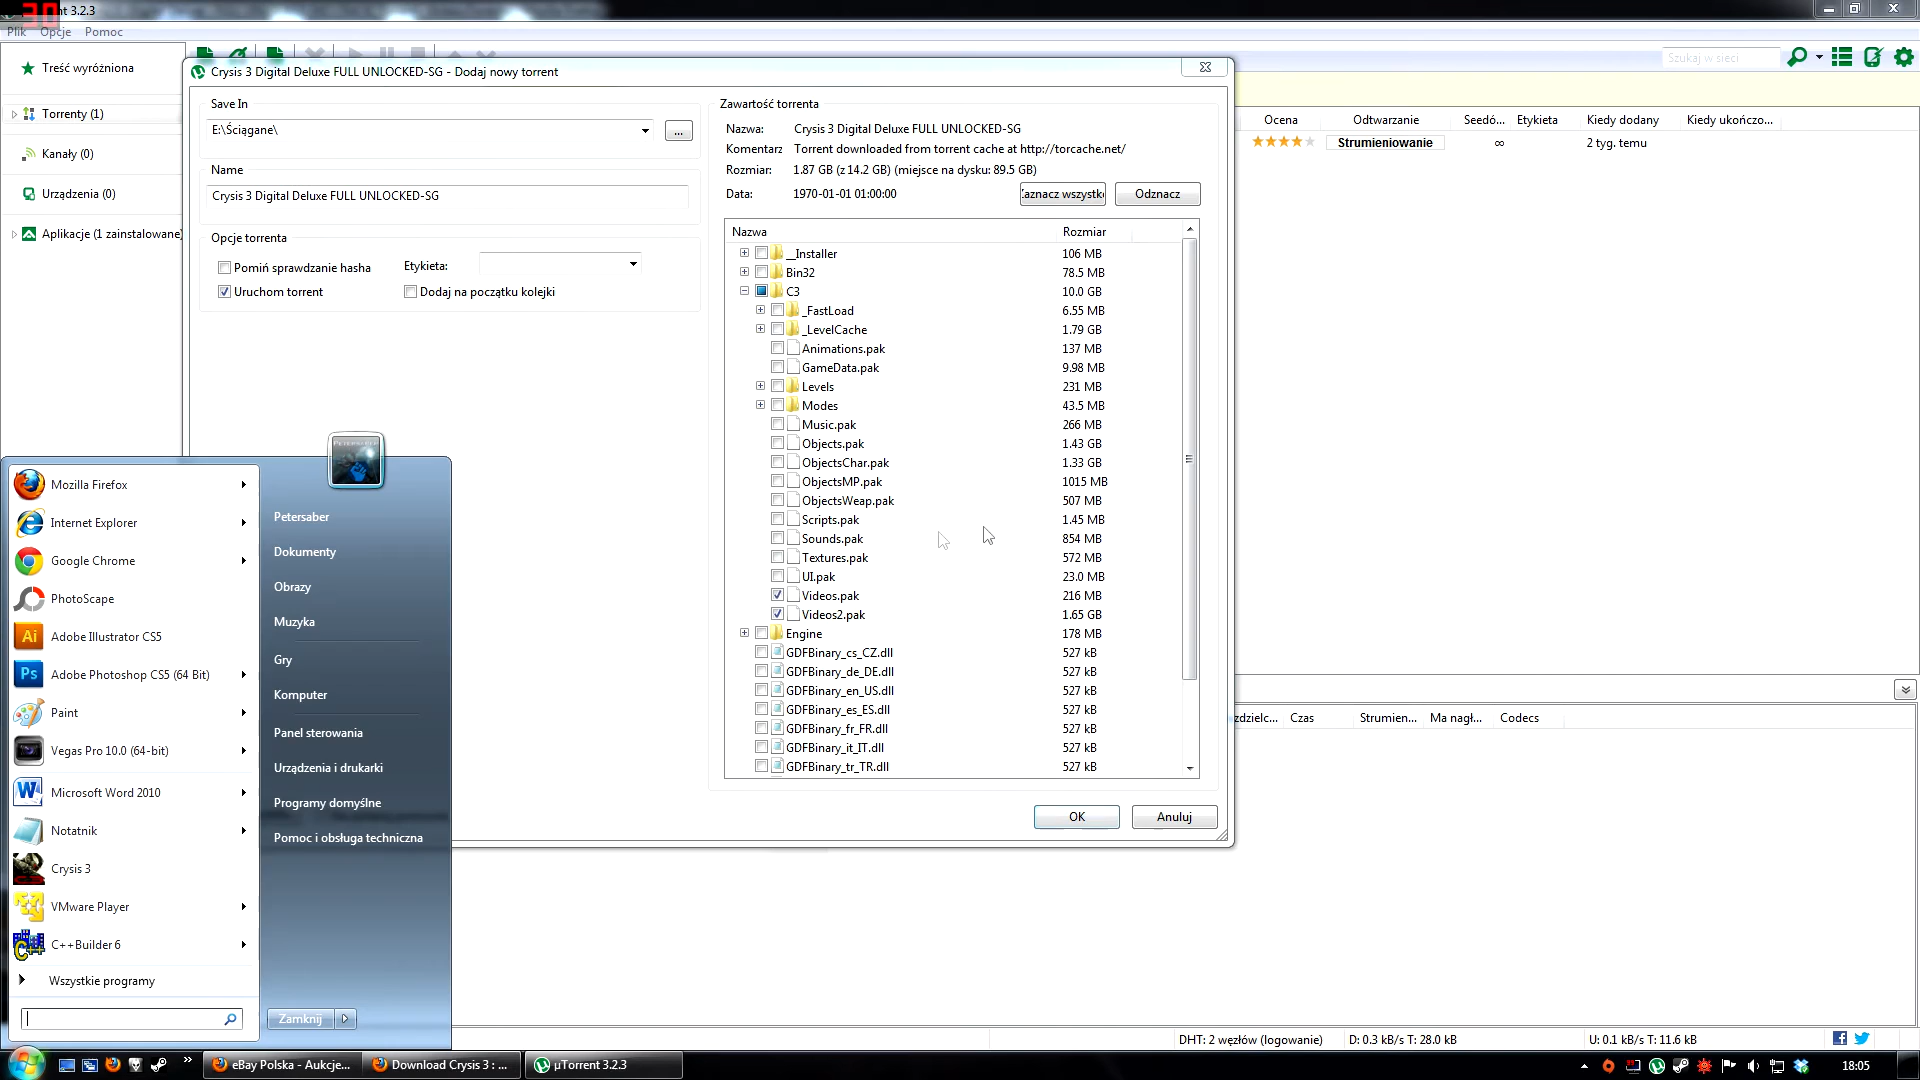 30
nt 3.2.3
Plik Opcje Pomoc
Szukaj w sieci
Treść wyróżniona
Torrenty (1)
Kanały (0)
Urządzenia (0)
Aplikacje (1 zainstalowane)
Crysis 3 Digital Deluxe FULL UNLOCKED-SG - Dodaj nowy torrent
Save In
E:\Ściągane\
...
Name
Crysis 3 Digital Deluxe FULL UNLOCKED-SG
Opcje torrenta
Pomiń sprawdzanie hasha
Etykieta:
Uruchom torrent
Dodaj na początku kolejki
Zawartość torrenta
Nazwa: Crysis 3 Digital Deluxe FULL UNLOCKED-SG
Komentarz Torrent downloaded from torrent cache at http://torcache.net/
Rozmiar: 1.87 GB (z 14.2 GB) (miejsce na dysku: 89.5 GB)
Data: 1970-01-01 01:00:00
Zaznacz wszystko
Odznacz
Nazwa Rozmiar
__Installer 106 MB
Bin32 78.5 MB
C3 10.0 GB
_FastLoad 6.55 MB
_LevelCache 1.79 GB
Animations.pak 137 MB
GameData.pak 9.98 MB
Levels 231 MB
Modes 43.5 MB
Music.pak 266 MB
Objects.pak 1.43 GB
ObjectsChar.pak 1.33 GB
ObjectsMP.pak 1015 MB
ObjectsWeap.pak 507 MB
Scripts.pak 1.45 MB
Sounds.pak 854 MB
Textures.pak 572 MB
UI.pak 23.0 MB
Videos.pak 216 MB
Videos2.pak 1.65 GB
Engine 178 MB
GDFBinary_cs_CZ.dll 527 kB
GDFBinary_de_DE.dll 527 kB
GDFBinary_en_US.dll 527 kB
GDFBinary_es_ES.dll 527 kB
GDFBinary_fr_FR.dll 527 kB
GDFBinary_it_IT.dll 527 kB
GDFBinary_tr_TR.dll 527 kB
OK
Anuluj
Ocena Odtwarzanie Seedó... Etykieta Kiedy dodany Kiedy ukończo...
Strumieniowanie ∞ 2 tyg. temu
zdzielc... Czas Strumien... Ma nagł... Codecs
Mozilla Firefox
Internet Explorer
Google Chrome
PhotoScape
Ai Adobe Illustrator CS5
Ps Adobe Photoshop CS5 (64 Bit)
Paint
Vegas Pro 10.0 (64-bit)
W Microsoft Word 2010
Notatnik
Crysis 3
VMware Player
C++Builder 6
Wszystkie programy
Petersaber
Dokumenty
Obrazy
Muzyka
Gry
Komputer
Panel sterowania
Urządzenia i drukarki
Programy domyślne
Pomoc i obsługa techniczna
Zamknij
DHT: 2 węzłów (logowanie) D: 0.3 kB/s T: 28.0 kB U: 0.1 kB/s T: 11.6 kB
eBay Polska - Aukcje...
Download Crysis 3 : ...
µTorrent 3.2.3
18:05